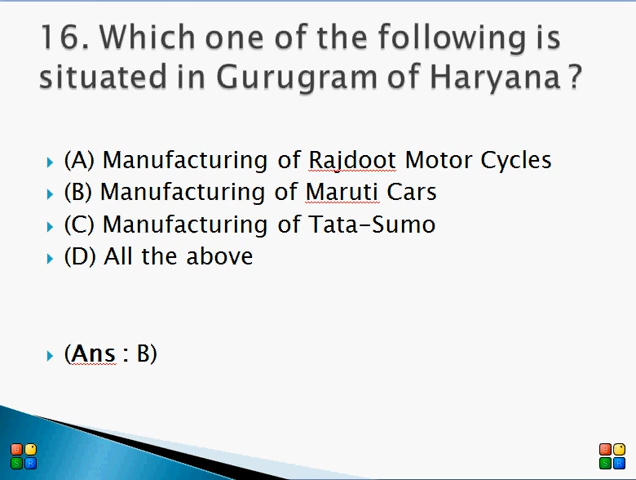 16. Which one of the following is
situated in Gurugram of Haryana ?
(A) Manufacturing of Rajdoot Motor Cycles
(B) Manufacturing of Maruti Cars
(C) Manufacturing of Tata-Sumo
(D) All the above
(Ans : B)